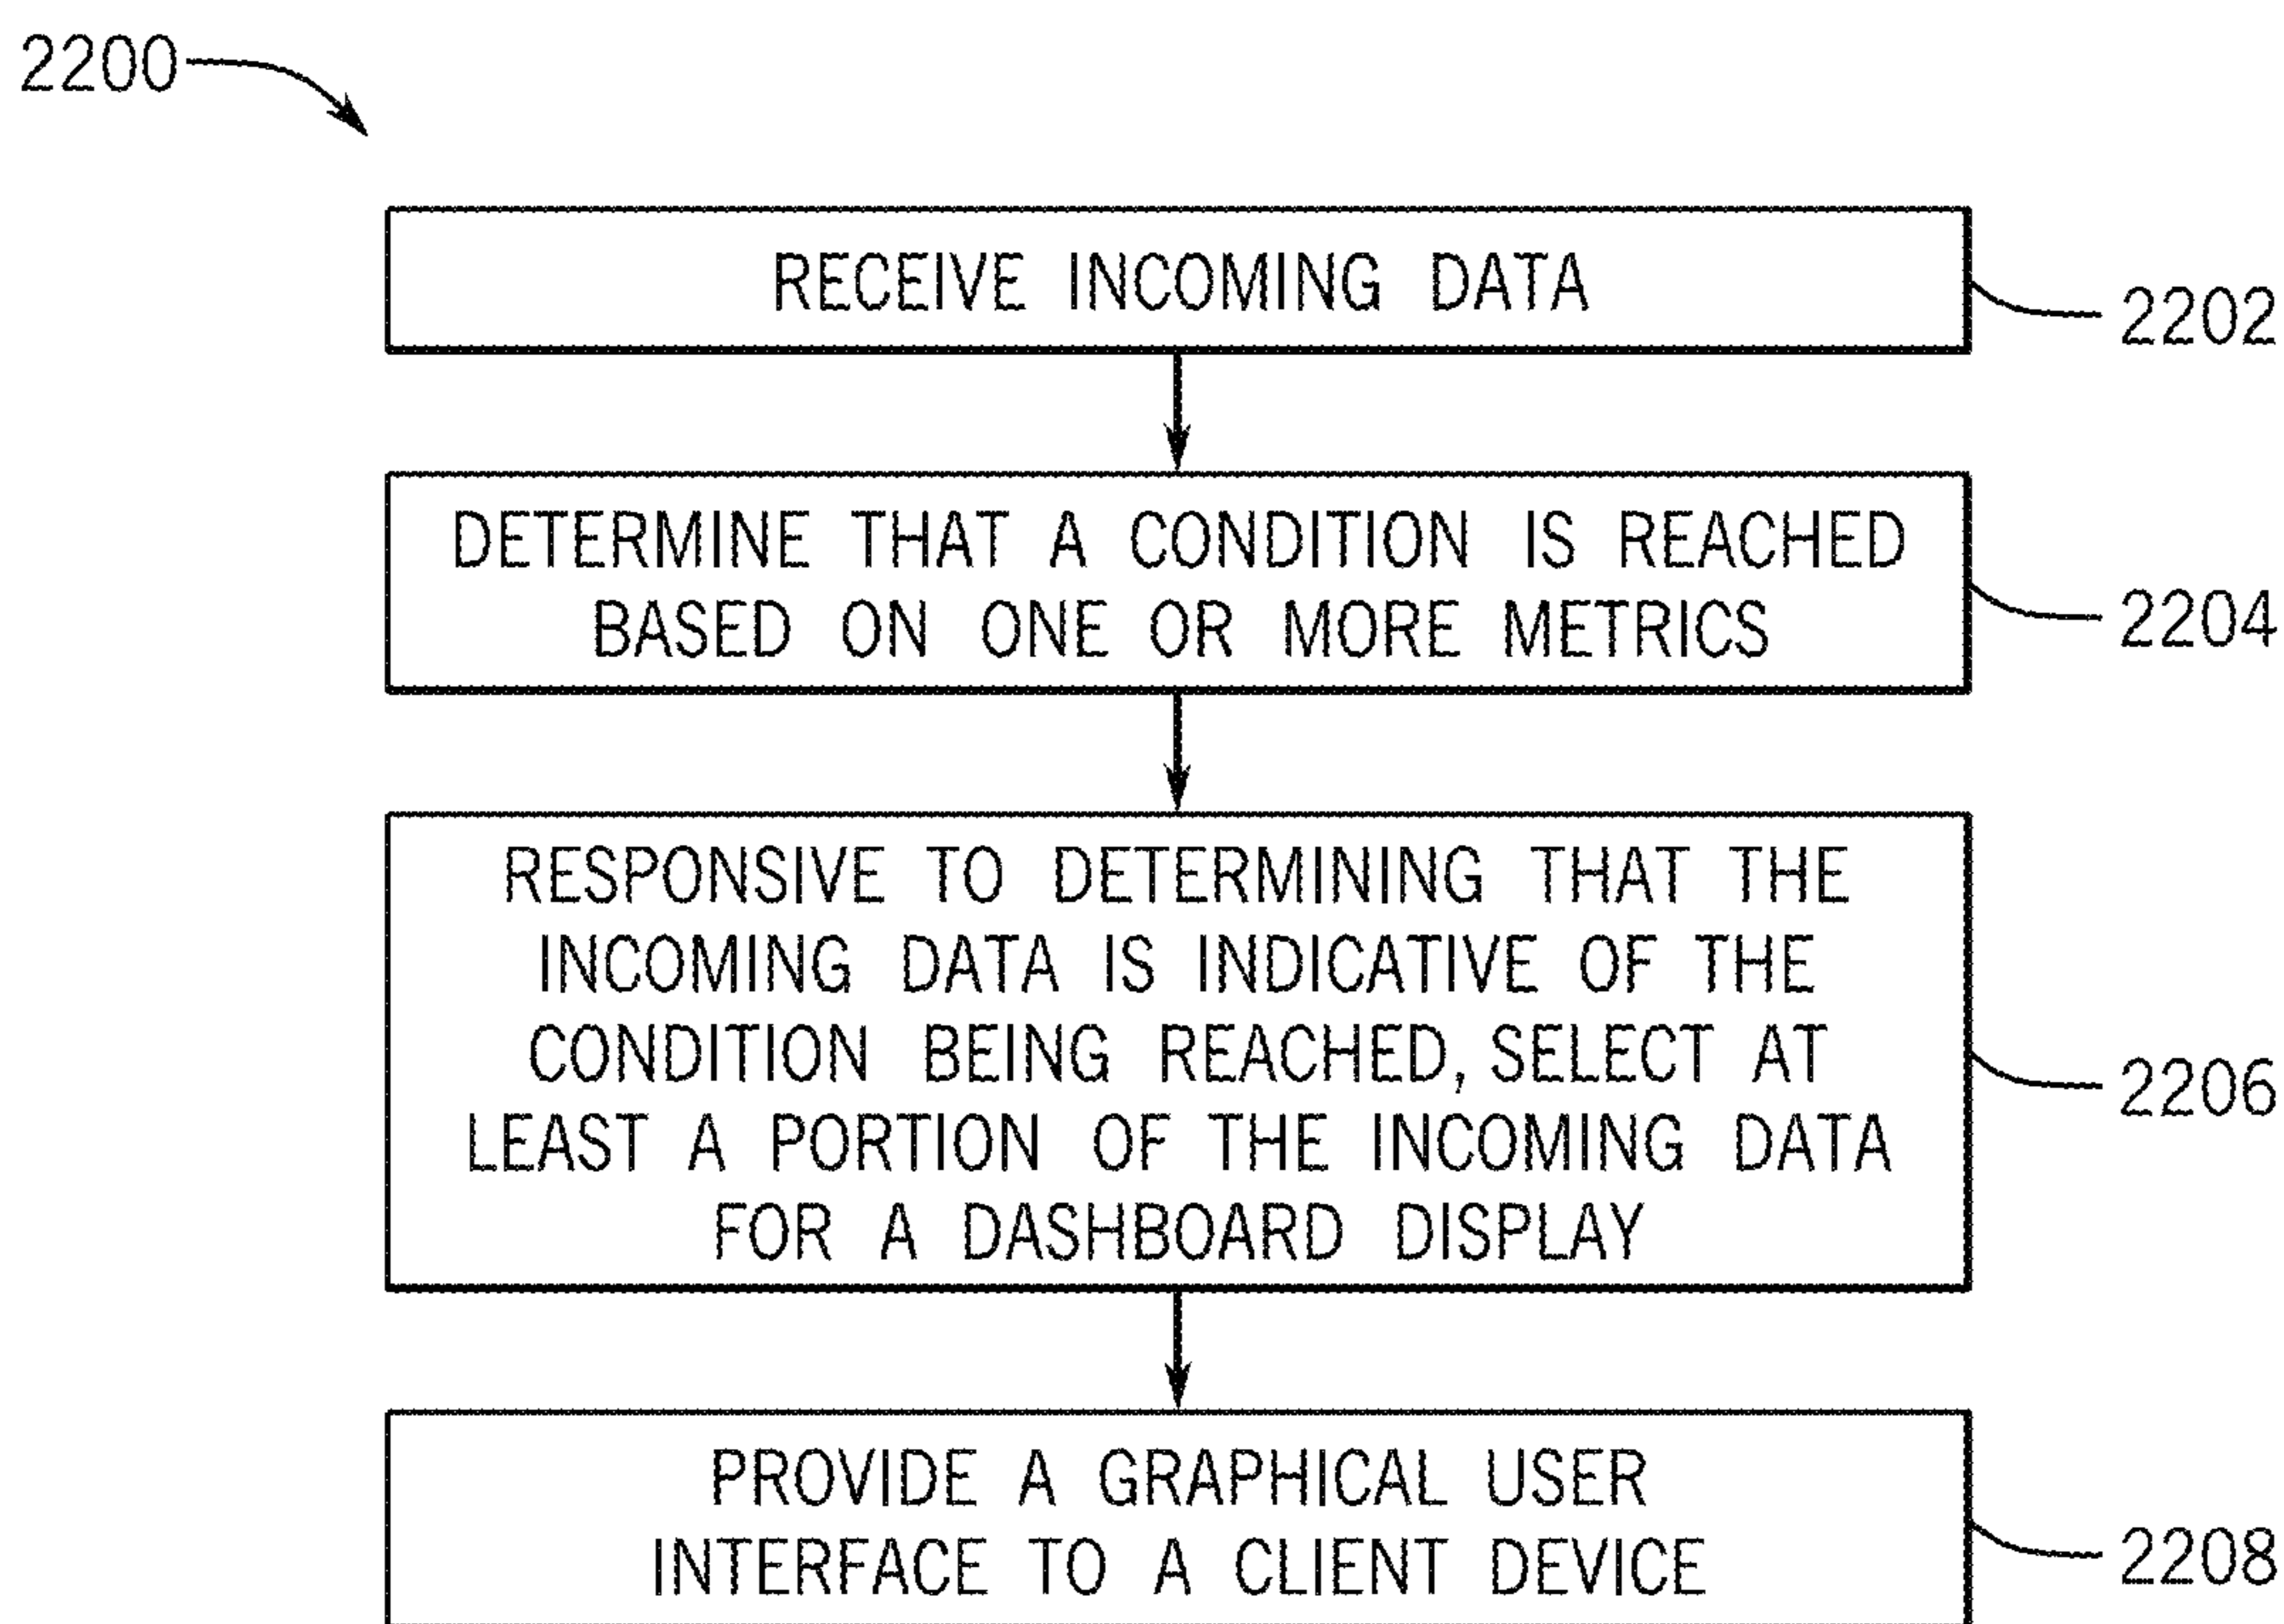 2200
RECEIVE INCOMING DATA
2202
DETERMINE THAT A CONDITION IS REACHED
BASED ON ONE OR MORE METRICS
2204
RESPONSIVE TO DETERMINING THAT THE
INCOMING DATA IS INDICATIVE OF THE
CONDITION BEING REACHED, SELECT AT
LEAST A PORTION OF THE INCOMING DATA
FOR A DASHBOARD DISPLAY
2206
PROVIDE A GRAPHICAL USER
INTERFACE TO A CLIENT DEVICE
2208